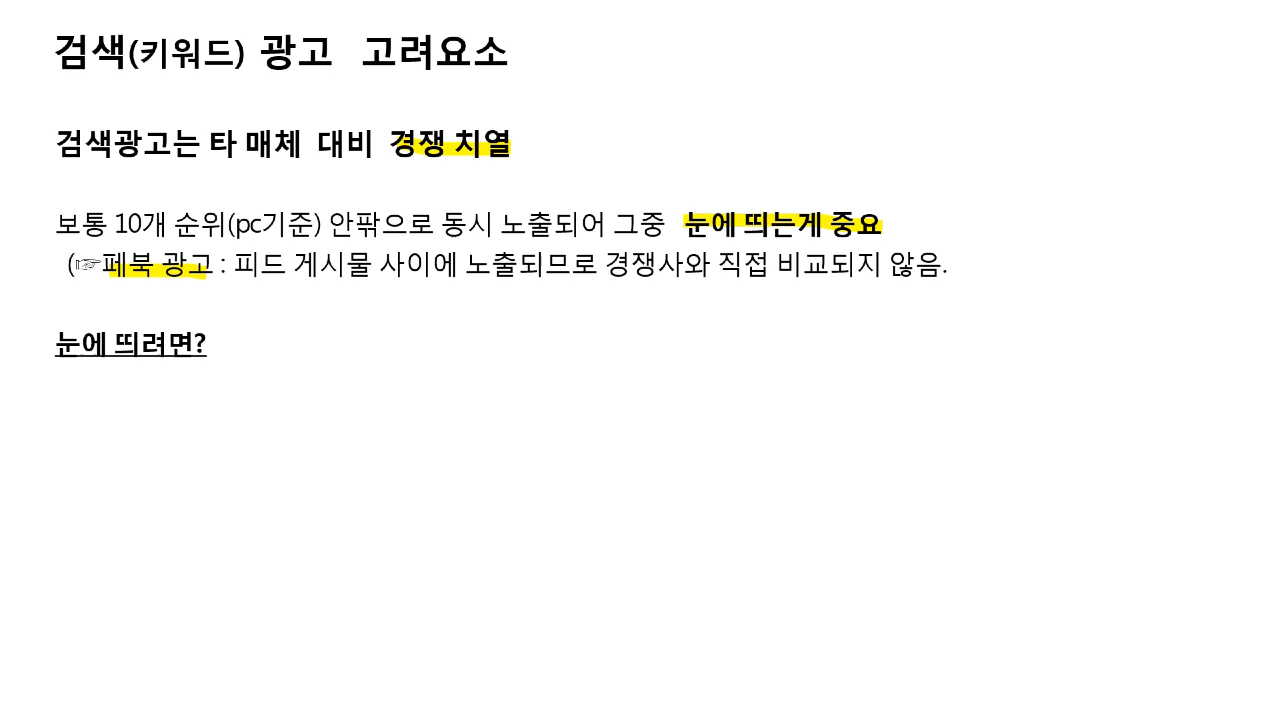 검색(키워드) 광고 고려요소
검색광고는 타 매체 대비 경쟁 치열
보통 10개 순위(pc기준) 안팎으로 동시 노출되어 그중 눈에 띄는게 중요
(☞페북 광고 : 피드 게시물 사이에 노출되므로 경쟁사와 직접 비교되지 않음.
눈에 띄려면?